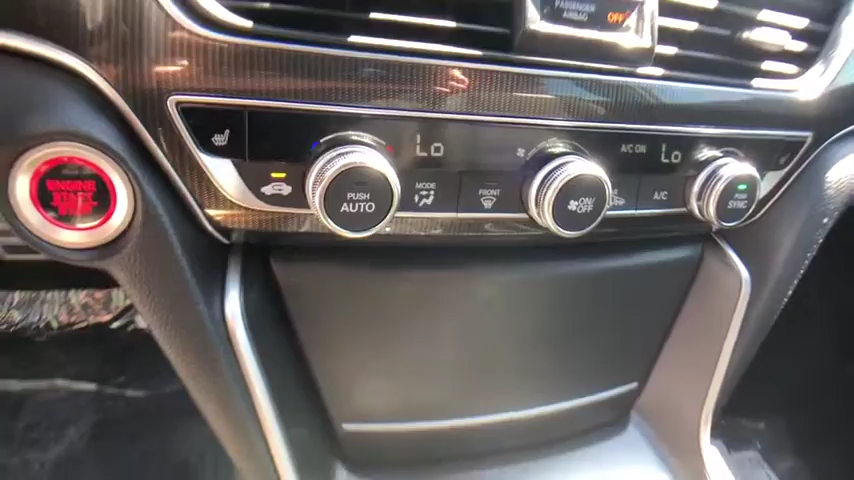 PASSENGER
AIRBAG
OFF
Lo
A/C ON
Lo
ENGINE
START
STOP
PUSH
AUTO
MODE
FRONT
ON/
OFF
A/C
SYNC